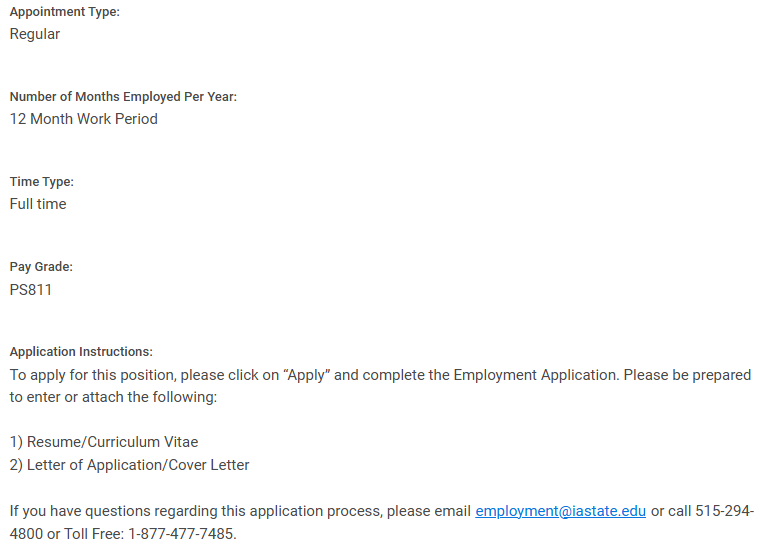 Appointment Type:
Regular
Number of Months Employed Per Year:
12 Month Work Period
Time Type:
Full time
Pay Grade:
PS811
Application Instructions:
To apply for this position, please click on “Apply” and complete the Employment Application. Please be prepared
to enter or attach the following:
1) Resume/Curriculum Vitae
2) Letter of Application/Cover Letter
If you have questions regarding this application process, please email employment@iastate.edu or call 515-294-
4800 or Toll Free: 1-877-477-7485.